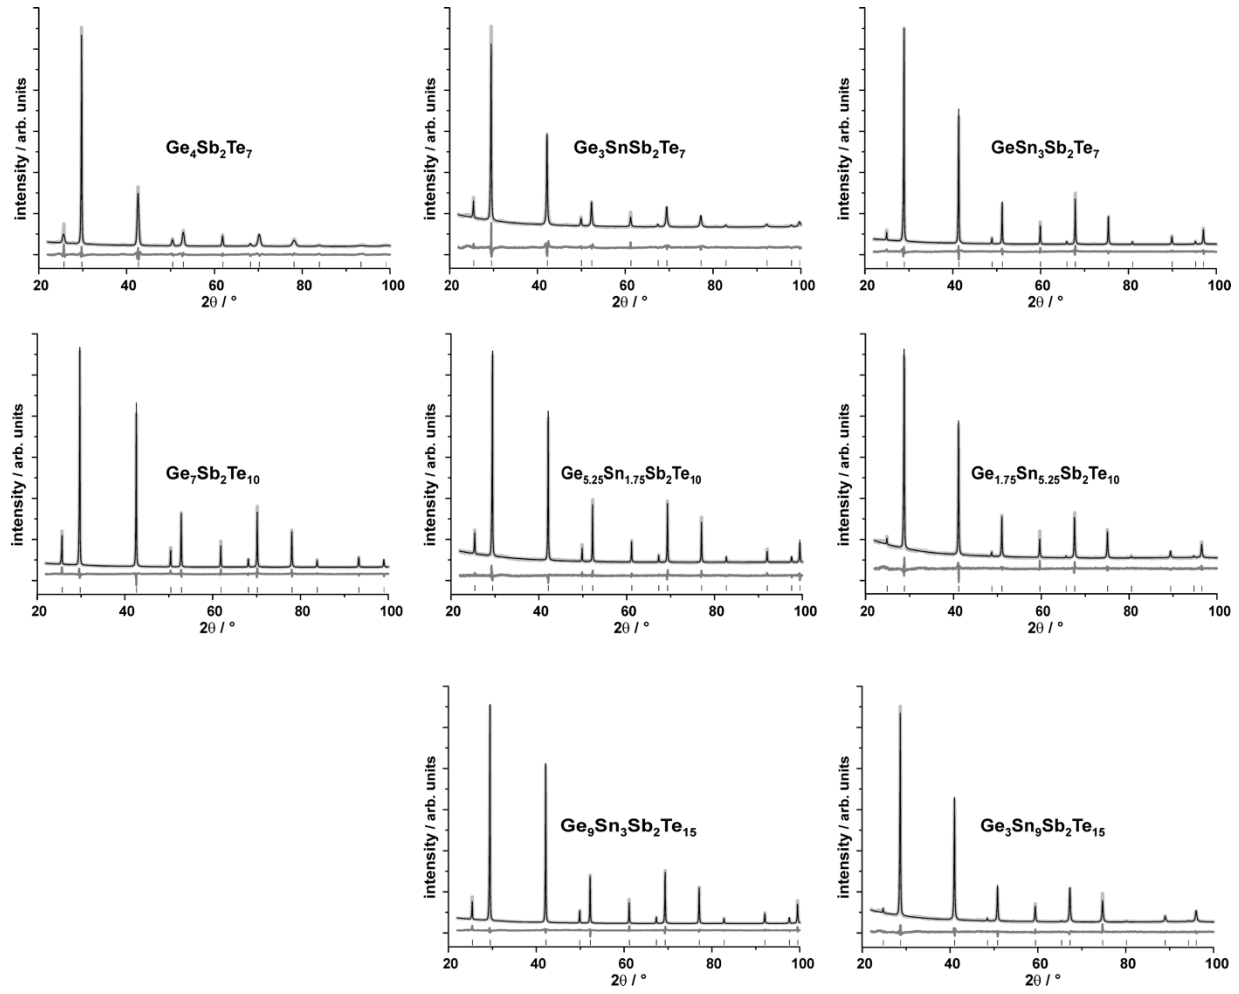 intensity / arb. units
Ge4Sb2Te7
20 40 60 80 100
2θ / °
intensity / arb. units
Ge3SnSb2Te7
20 40 60 80 100
2θ / °
intensity / arb. units
GeSn3Sb2Te7
20 40 60 80 100
2θ / °
intensity / arb. units
Ge7Sb2Te10
20 40 60 80 100
2θ / °
intensity / arb. units
Ge5.25Sn1.75Sb2Te10
20 40 60 80 100
2θ / °
intensity / arb. units
Ge1.75Sn5.25Sb2Te10
20 40 60 80 100
2θ / °
intensity / arb. units
Ge9Sn3Sb2Te15
20 40 60 80 100
2θ / °
intensity / arb. units
Ge3Sn9Sb2Te15
20 40 60 80 100
2θ / °